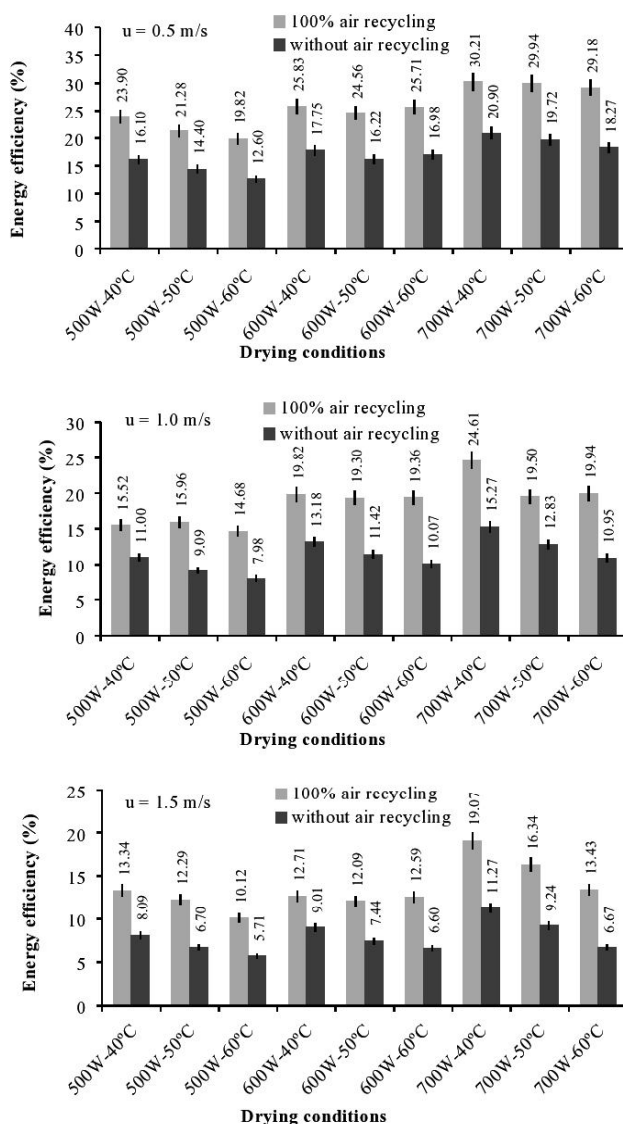 u = 0.5 m/s
100% air recycling
without air recycling
Energy efficiency (%)
40
35
30
25
20
15
10
5
0
23.90
16.10
21.28
14.40
19.82
12.60
25.83
17.75
24.56
16.22
25.71
16.98
30.21
20.90
29.94
19.72
29.18
18.27
500W-40ºC
500W-50ºC
500W-60ºC
600W-40ºC
600W-50ºC
600W-60ºC
700W-40ºC
700W-50ºC
700W-60ºC
Drying conditions
u = 1.0 m/s
100% air recycling
without air recycling
Energy efficiency (%)
30
25
20
15
10
5
0
15.52
11.00
15.96
9.09
14.68
7.98
19.82
13.18
19.30
11.42
19.36
10.07
24.61
15.27
19.50
12.83
19.94
10.95
500W-40ºC
500W-50ºC
500W-60ºC
600W-40ºC
600W-50ºC
600W-60ºC
700W-40ºC
700W-50ºC
700W-60ºC
Drying conditions
u = 1.5 m/s
100% air recycling
without air recycling
Energy efficiency (%)
25
20
15
10
5
0
13.34
8.09
12.29
6.70
10.12
5.71
12.71
9.01
12.09
7.44
12.59
6.60
19.07
11.27
16.34
9.24
13.43
6.67
500W-40ºC
500W-50ºC
500W-60ºC
600W-40ºC
600W-50ºC
600W-60ºC
700W-40ºC
700W-50ºC
700W-60ºC
Drying conditions